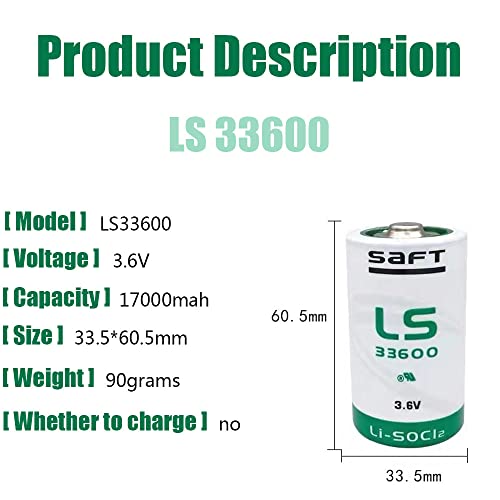 Product Description
LS 33600
[ Model ] LS33600
[ Voltage ] 3.6V
[ Capacity ] 17000mah
[ Size ] 33.5*60.5mm
[ Weight ] 90grams
[ Whether to charge ] no
60.5mm
SAFT
LS
33600
3.6V
Li-SOCl2
33.5mm